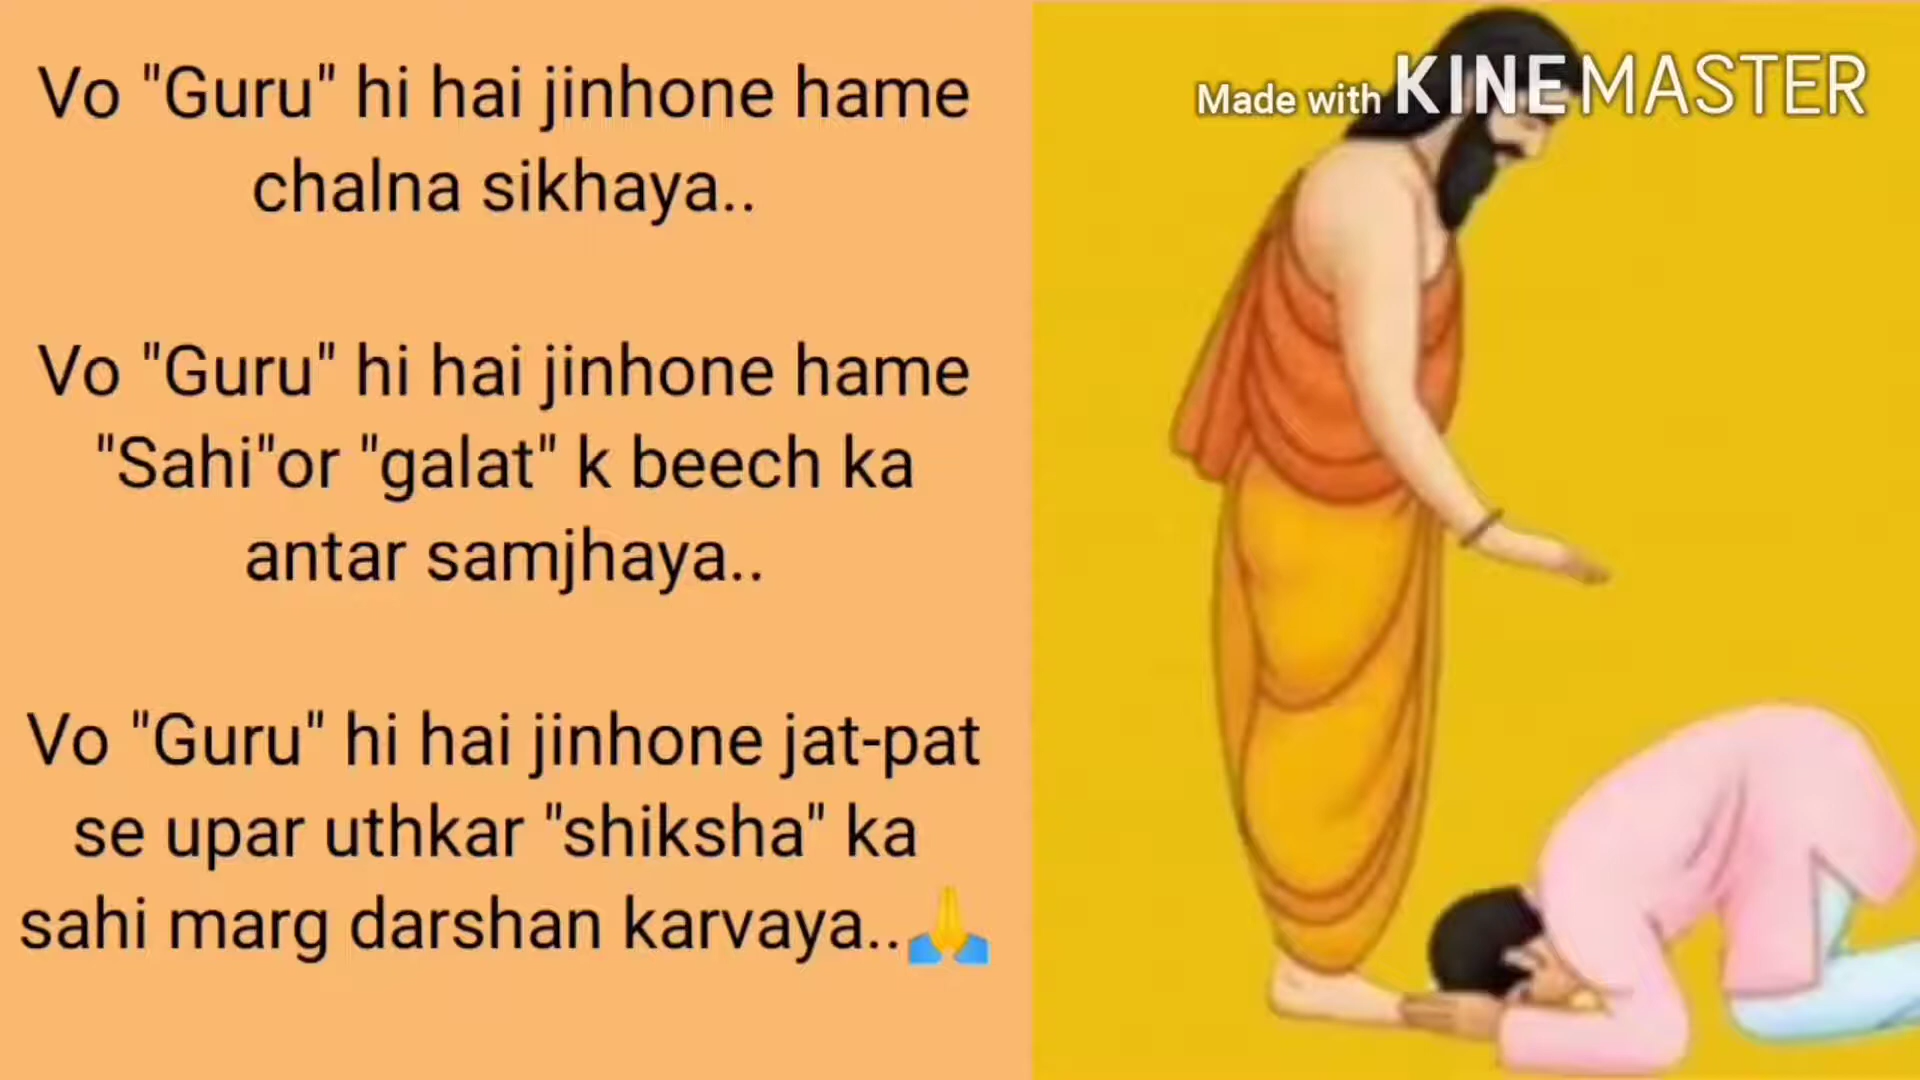 Vo "Guru" hi hai jinhone hame
chalna sikhaya..
Vo "Guru" hi hai jinhone hame
"Sahi"or "galat" k beech ka
antar samjhaya..
Vo "Guru" hi hai jinhone jat-pat
se upar uthkar "shiksha" ka
sahi marg darshan karvaya..🙏
Made with KINEMASTER